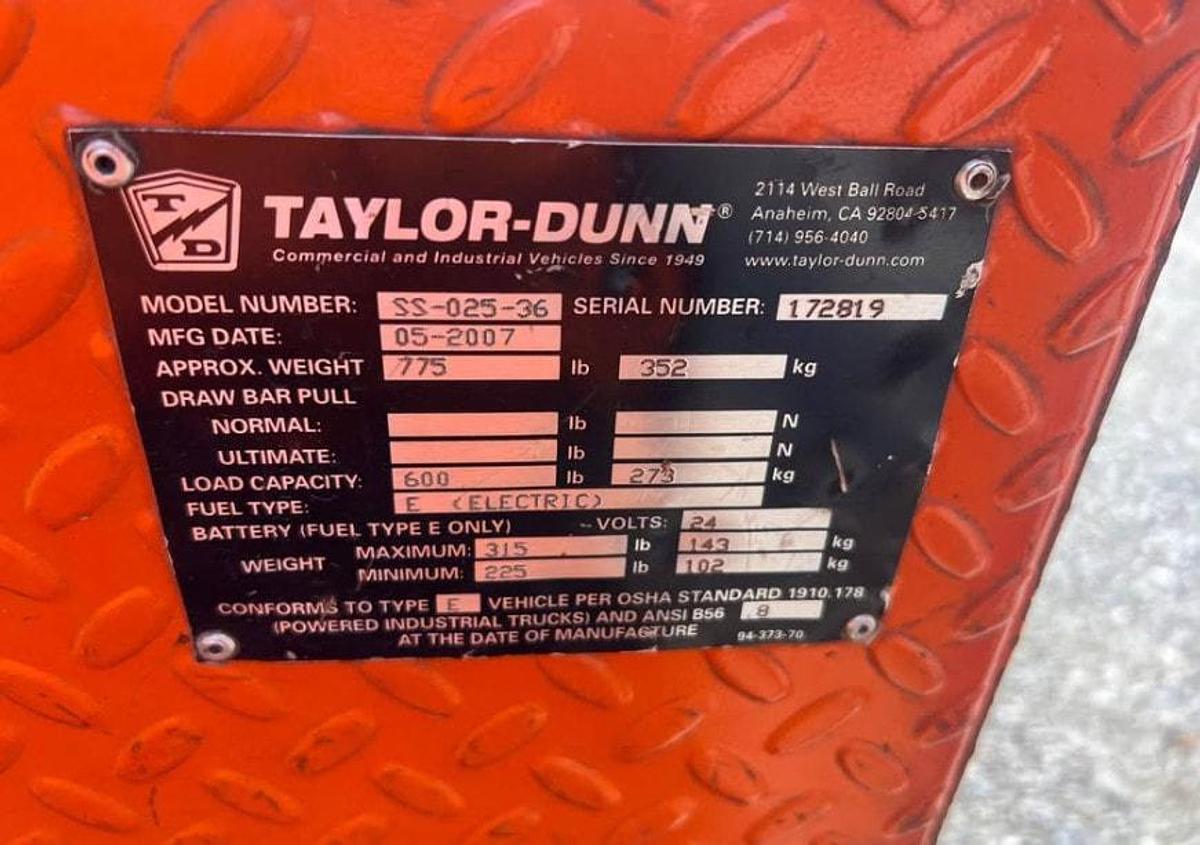 T D
TAYLOR-DUNN®
Commercial and Industrial Vehicles Since 1949
2114 West Ball Road
Anaheim, CA 92804-5417
(714) 956-4040
www.taylor-dunn.com
MODEL NUMBER: SS-025-36 SERIAL NUMBER: 172819
MFG DATE: 05-2007
APPROX. WEIGHT 775 lb 352 kg
DRAW BAR PULL
NORMAL: lb N
ULTIMATE: lb N
LOAD CAPACITY: 600 lb 273 kg
FUEL TYPE: E (ELECTRIC)
BATTERY (FUEL TYPE E ONLY) - VOLTS: 24
WEIGHT MAXIMUM: 315 lb 143 kg
MINIMUM: 225 lb 102 kg
CONFORMS TO TYPE E VEHICLE PER OSHA STANDARD 1910.178
(POWERED INDUSTRIAL TRUCKS) AND ANSI B56 8
AT THE DATE OF MANUFACTURE 94-373-70